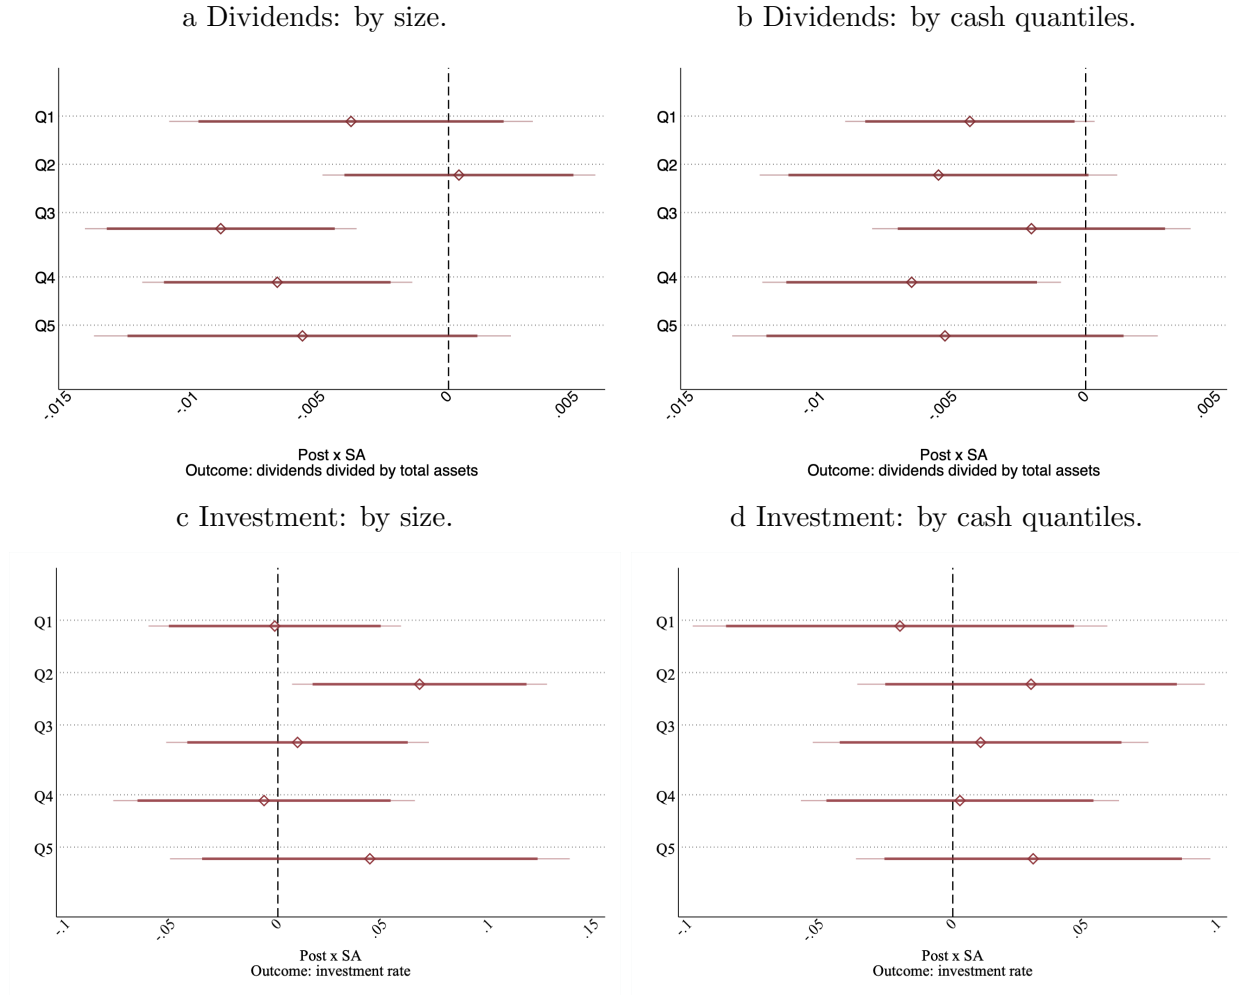 a Dividends: by size.
Q1
Q2
Q3
Q4
Q5
-.015
-.01
-.005
0
.005
Post x SA
Outcome: dividends divided by total assets
b Dividends: by cash quantiles.
Q1
Q2
Q3
Q4
Q5
-.015
-.01
-.005
0
.005
Post x SA
Outcome: dividends divided by total assets
c Investment: by size.
Q1
Q2
Q3
Q4
Q5
-.1
-.05
0
.05
.1
.15
Post x SA
Outcome: investment rate
d Investment: by cash quantiles.
Q1
Q2
Q3
Q4
Q5
-.1
-.05
0
.05
.1
Post x SA
Outcome: investment rate